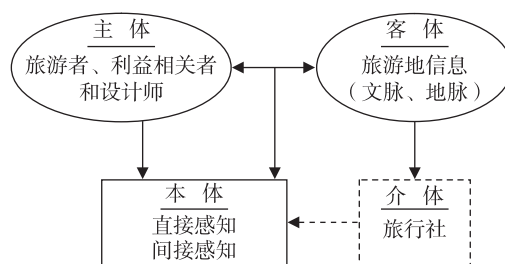 主 体
旅游者、利益相关者
和设计师
客 体
旅游地信息
（文脉、地脉）
本 体
直接感知
间接感知
介 体
旅行社